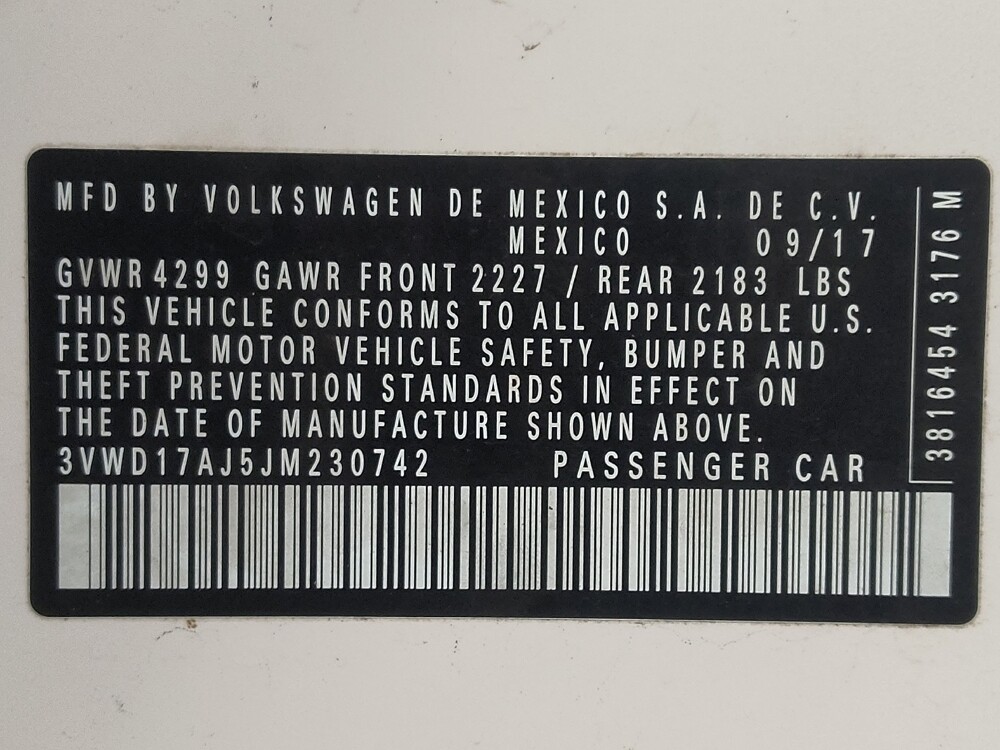 MFD BY VOLKSWAGEN DE MEXICO S.A. DE C.V.
MEXICO 09/17
GVWR 4299 GAWR FRONT 2227 / REAR 2183 LBS
THIS VEHICLE CONFORMS TO ALL APPLICABLE U.S.
FEDERAL MOTOR VEHICLE SAFETY, BUMPER AND
THEFT PREVENTION STANDARDS IN EFFECT ON
THE DATE OF MANUFACTURE SHOWN ABOVE.
3VWD17AJ5JM230742 PASSENGER CAR
3816454 3176 M